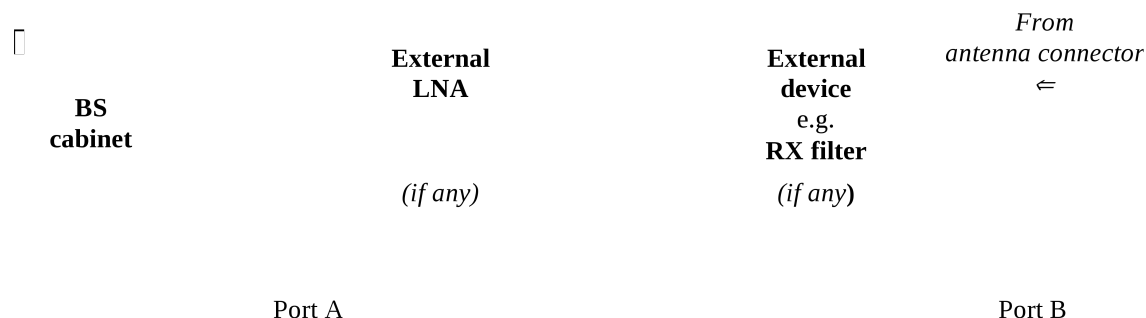 BS
cabinet
External
LNA
(if any)
External
device
e.g.
RX filter
(if any)
From
antenna connector
⇐
Port A
Port B